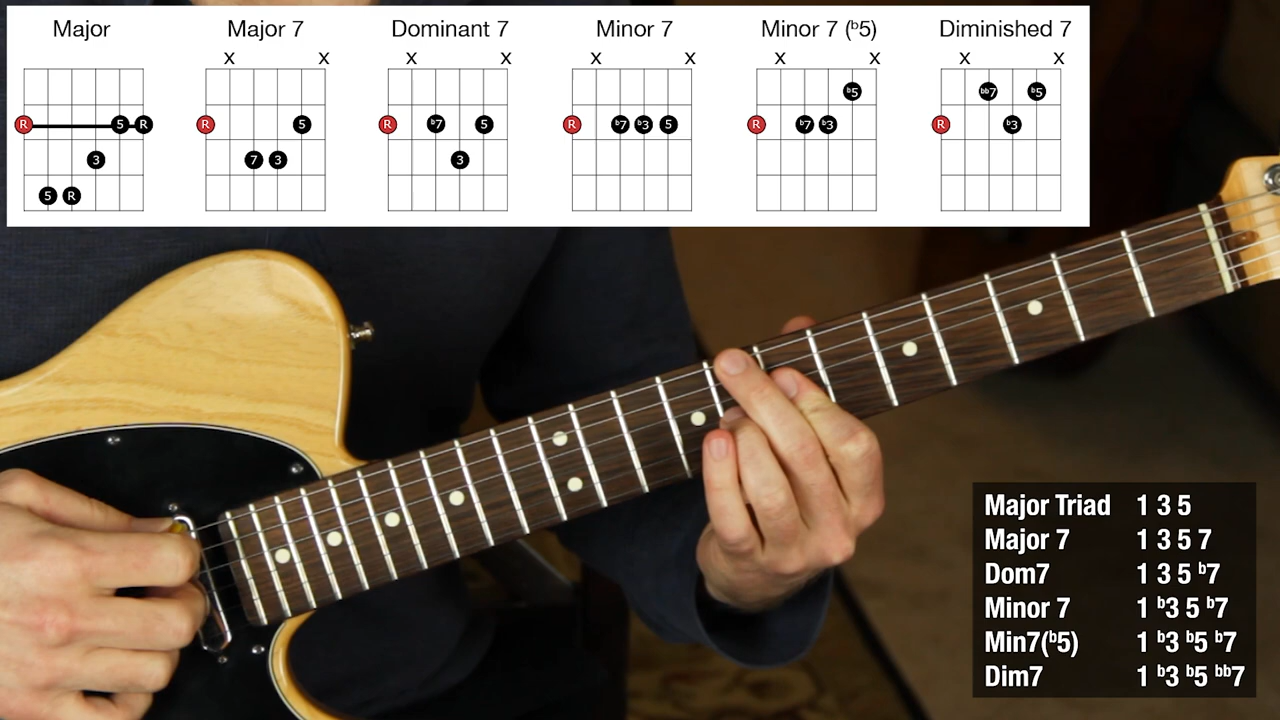 Major Major 7 Dominant 7 Minor 7 Minor 7 (♭5) Diminished 7
x x x x x x x x x x
♭5 ♭♭7 ♭5
R 5 R R 5 R ♭7 5 R ♭7 ♭3 5 R ♭7 ♭3 R ♭3
3 7 3 3
5 R
Major Triad 1 3 5
Major 7 1 3 5 7
Dom7 1 3 5 ♭7
Minor 7 1 ♭3 5 ♭7
Min7(♭5) 1 ♭3 ♭5 ♭7
Dim7 1 ♭3 ♭5 ♭♭7